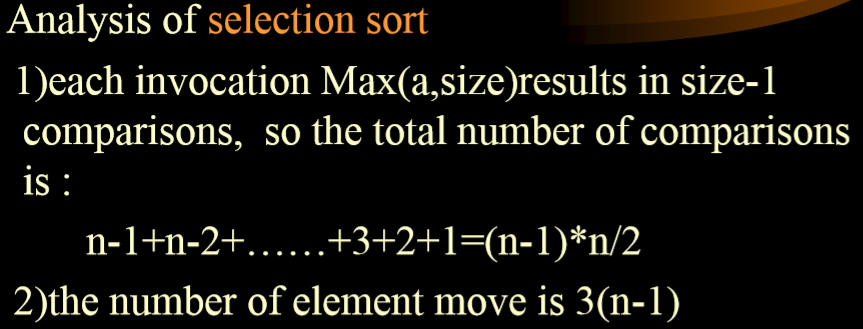 Analysis of selection sort
1)each invocation Max(a,size)results in size-1
comparisons, so the total number of comparisons
is :
n-1+n-2+……+3+2+1=(n-1)*n/2
2)the number of element move is 3(n-1)